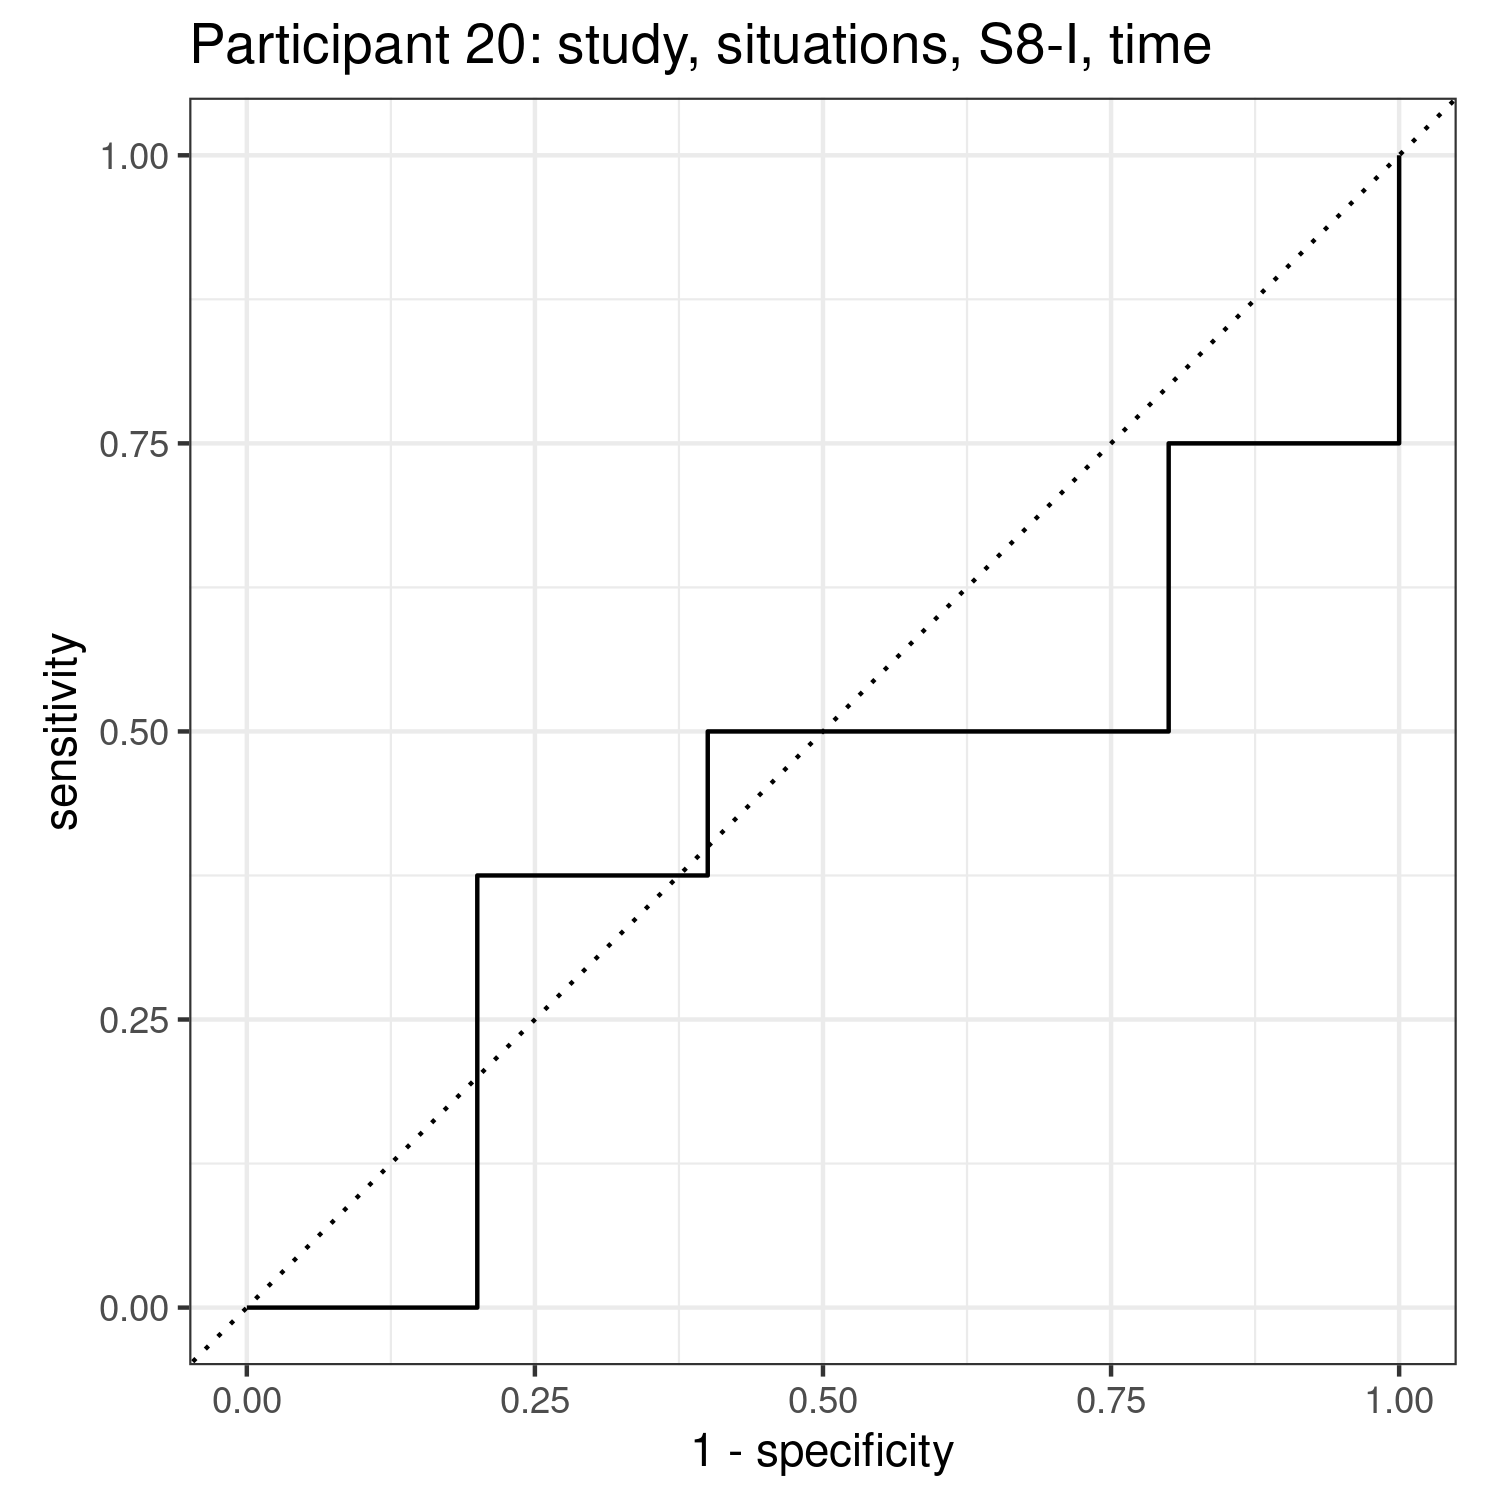 Participant 20: study, situations, S8-I, time
1.00
0.75
0.50
0.25
0.00
sensitivity
0.00 0.25 0.50 0.75 1.00
1 - specificity